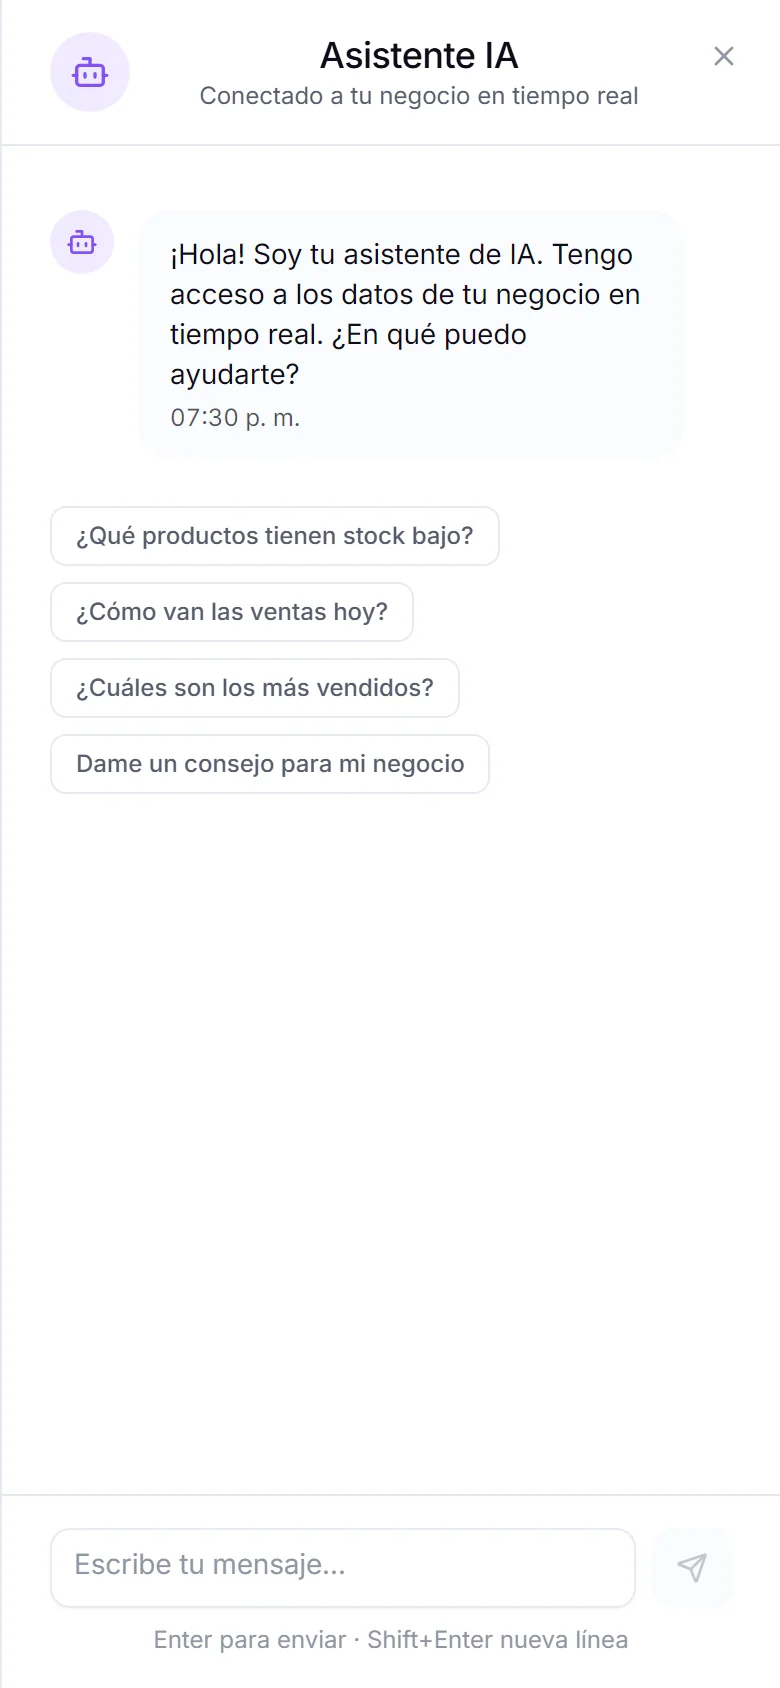 Asistente IA
Conectado a tu negocio en tiempo real
¡Hola! Soy tu asistente de IA. Tengo
acceso a los datos de tu negocio en
tiempo real. ¿En qué puedo
ayudarte?
07:30 p. m.
¿Qué productos tienen stock bajo?
¿Cómo van las ventas hoy?
¿Cuáles son los más vendidos?
Dame un consejo para mi negocio
Escribe tu mensaje...
Enter para enviar · Shift+Enter nueva línea